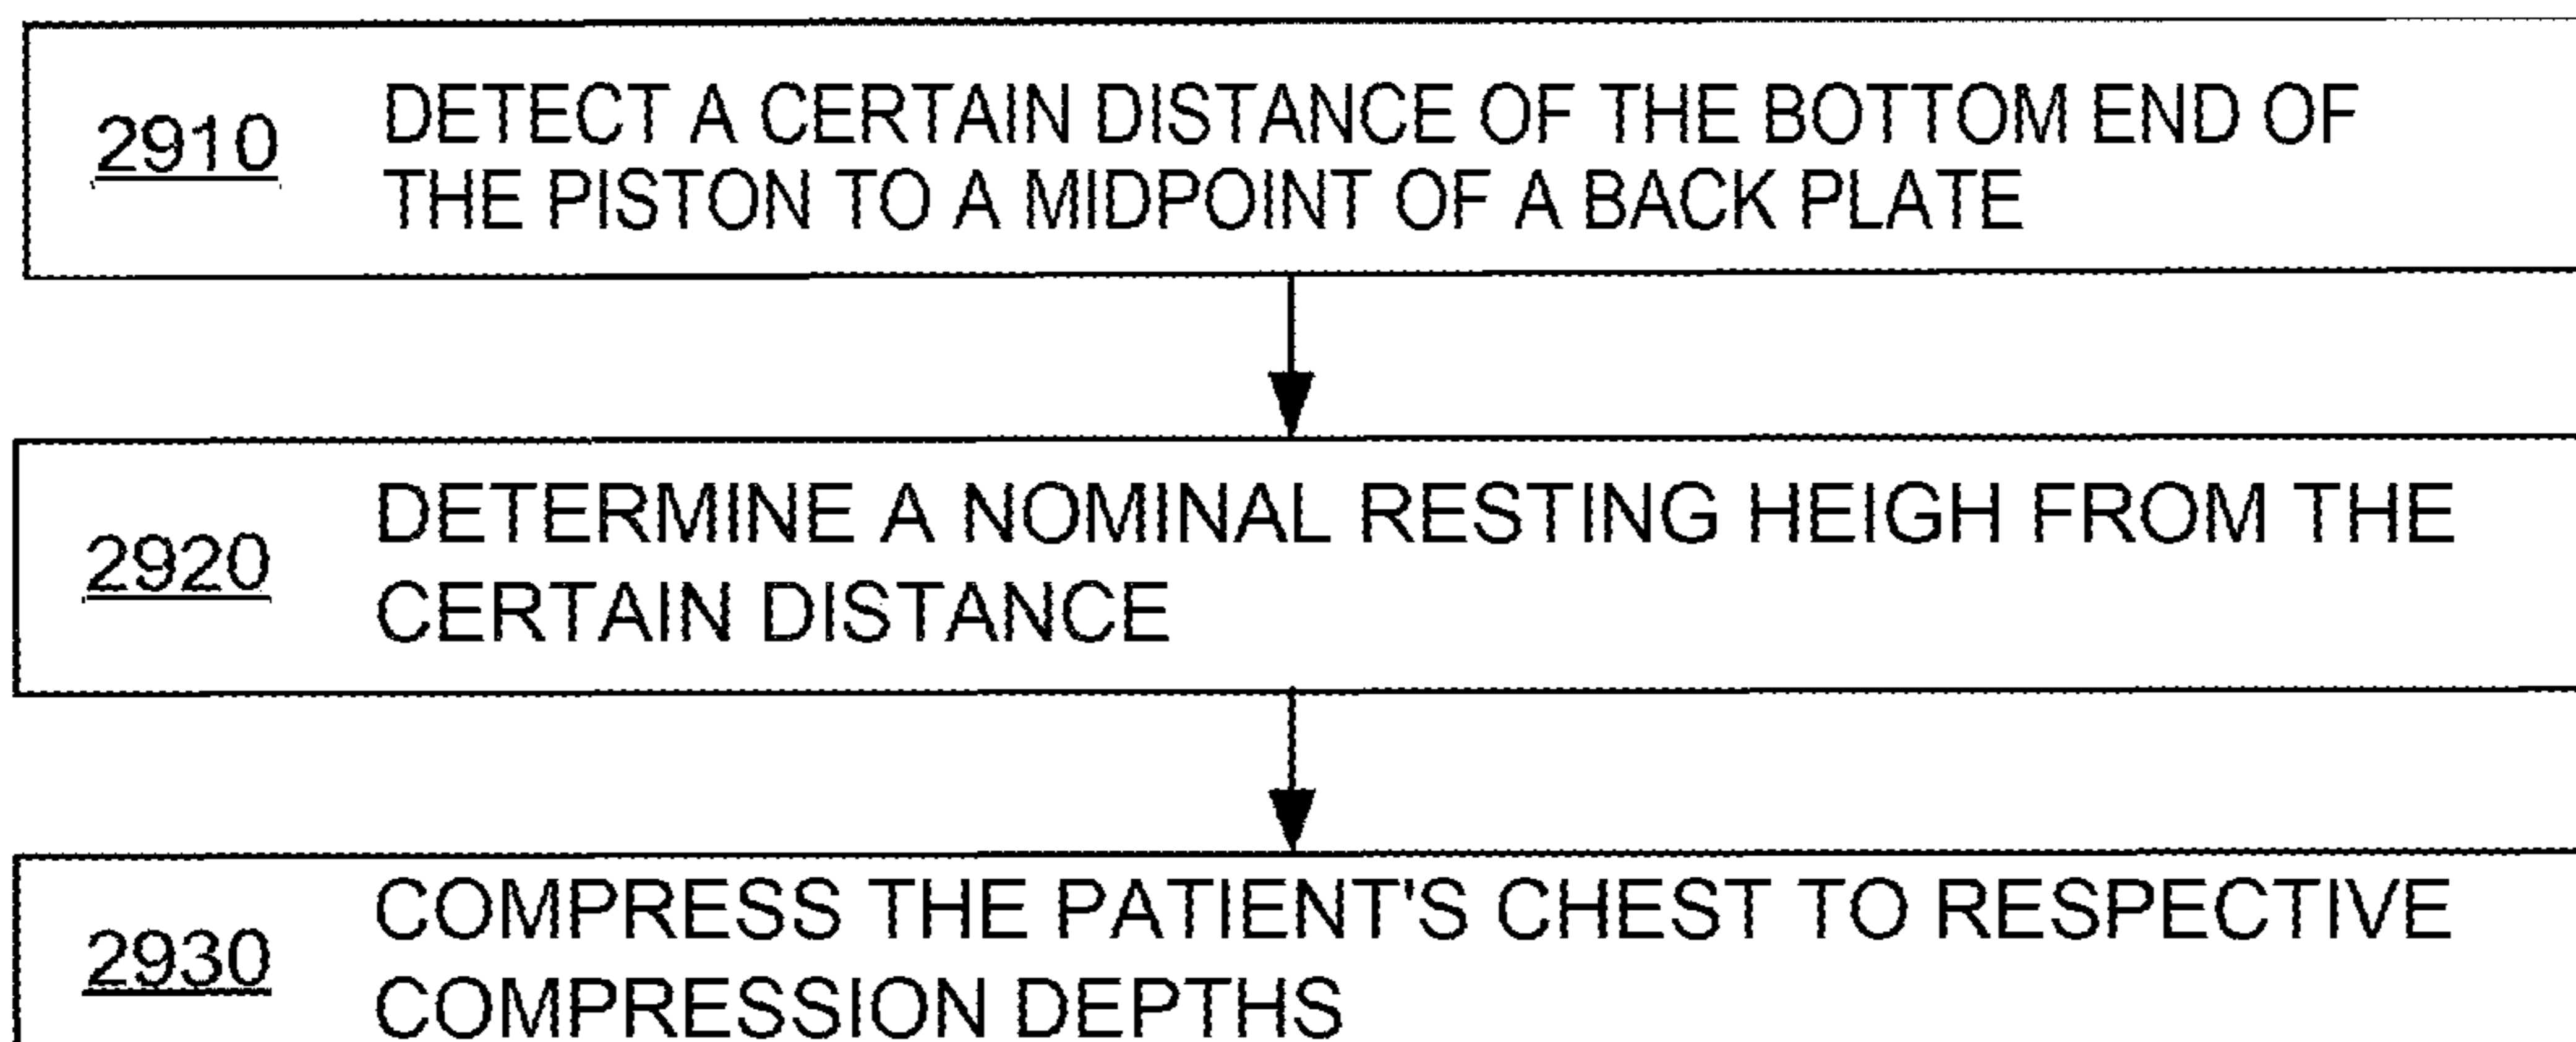 2910
DETECT A CERTAIN DISTANCE OF THE BOTTOM END OF
THE PISTON TO A MIDPOINT OF A BACK PLATE
2920
DETERMINE A NOMINAL RESTING HEIGH FROM THE
CERTAIN DISTANCE
2930
COMPRESS THE PATIENT'S CHEST TO RESPECTIVE
COMPRESSION DEPTHS